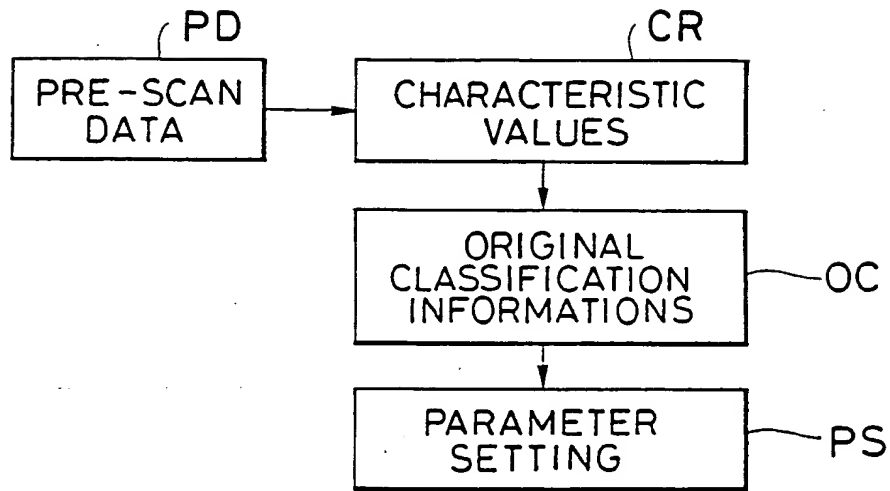 PD
CR
PRE-SCAN
DATA
CHARACTERISTIC
VALUES
ORIGINAL
CLASSIFICATION
INFORMATIONS
OC
PARAMETER
SETTING
PS